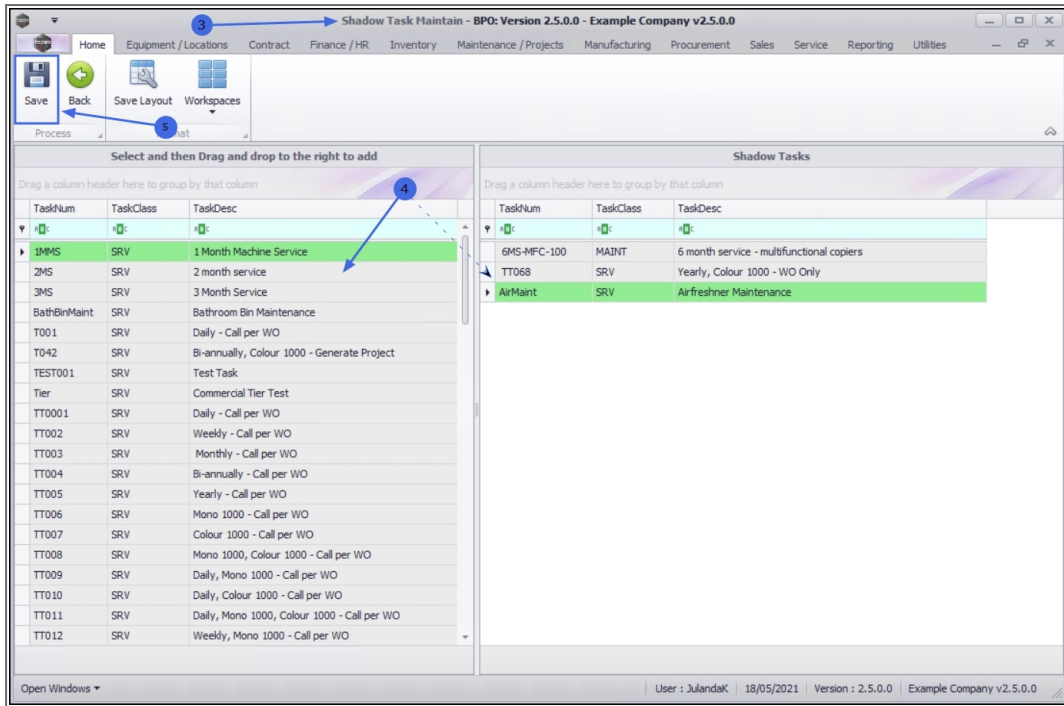 3
Shadow Task Maintain - BPO: Version 2.5.0.0 - Example Company v2.5.0.0
Home Equipment / Locations Contract Finance / HR Inventory Maintenance / Projects Manufacturing Procurement Sales Service Reporting Utilities
Save Back Save Layout Workspaces
5
Process
Select and then Drag and drop to the right to add
Shadow Tasks
Drag a column header here to group by that column
Drag a column header here to group by that column
4
TaskNum TaskClass TaskDesc
TaskNum TaskClass TaskDesc
1MMS SRV 1 Month Machine Service
6MS-MFC-100 MAINT 6 month service - multifunctional copiers
2MS SRV 2 month service
TT068 SRV Yearly, Colour 1000 - WO Only
3MS SRV 3 Month Service
AirMaint SRV Airfreshner Maintenance
BathBinMaint SRV Bathroom Bin Maintenance
T001 SRV Daily - Call per WO
T042 SRV Bi-annually, Colour 1000 - Generate Project
TEST001 SRV Test Task
Tier SRV Commercial Tier Test
TT0001 SRV Daily - Call per WO
TT002 SRV Weekly - Call per WO
TT003 SRV Monthly - Call per WO
TT004 SRV Bi-annually - Call per WO
TT005 SRV Yearly - Call per WO
TT006 SRV Mono 1000 - Call per WO
TT007 SRV Colour 1000 - Call per WO
TT008 SRV Mono 1000, Colour 1000 - Call per WO
TT009 SRV Daily, Mono 1000 - Call per WO
TT010 SRV Daily, Colour 1000 - Call per WO
TT011 SRV Daily, Mono 1000, Colour 1000 - Call per WO
TT012 SRV Weekly, Mono 1000 - Call per WO
Open Windows
User : JulandaK 18/05/2021 Version : 2.5.0.0 Example Company v2.5.0.0